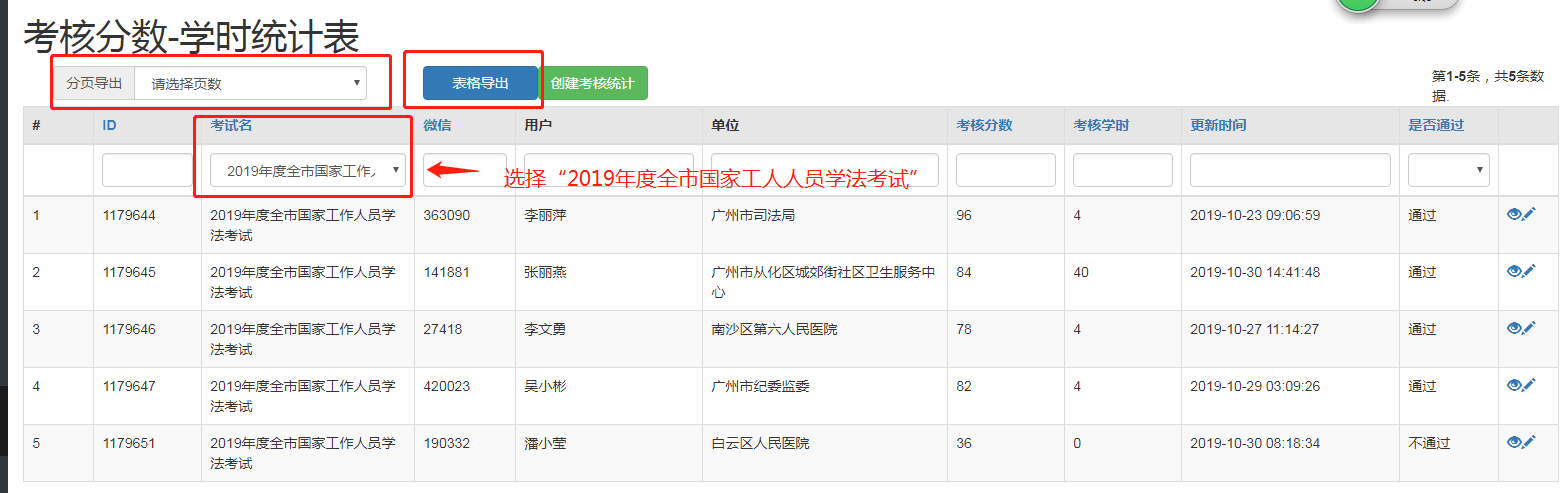 考核分数-学时统计表
分页导出 请选择页数 表格导出 创建考核统计
第1-5条，共5条数
据.
# ID 考试名 微信 用户 单位 考核分数 考核学时 更新时间 是否通过
2019年度全市国家工作
选择“2019年度全市国家工人人员学法考试”
1 1179644 2019年度全市国家工作人员学 363090 李丽萍 广州市司法局 96 4 2019-10-23 09:06:59 通过
法考试
2 1179645 2019年度全市国家工作人员学 141881 张丽燕 广州市从化区城郊街社区卫生服务中 84 40 2019-10-30 14:41:48 通过
法考试 心
3 1179646 2019年度全市国家工作人员学 27418 李文勇 南沙区第六人民医院 78 4 2019-10-27 11:14:27 通过
法考试
4 1179647 2019年度全市国家工作人员学 420023 吴小彬 广州市纪委监委 82 4 2019-10-29 03:09:26 通过
法考试
5 1179651 2019年度全市国家工作人员学 190332 潘小莹 白云区人民医院 36 0 2019-10-30 08:18:34 不通过
法考试